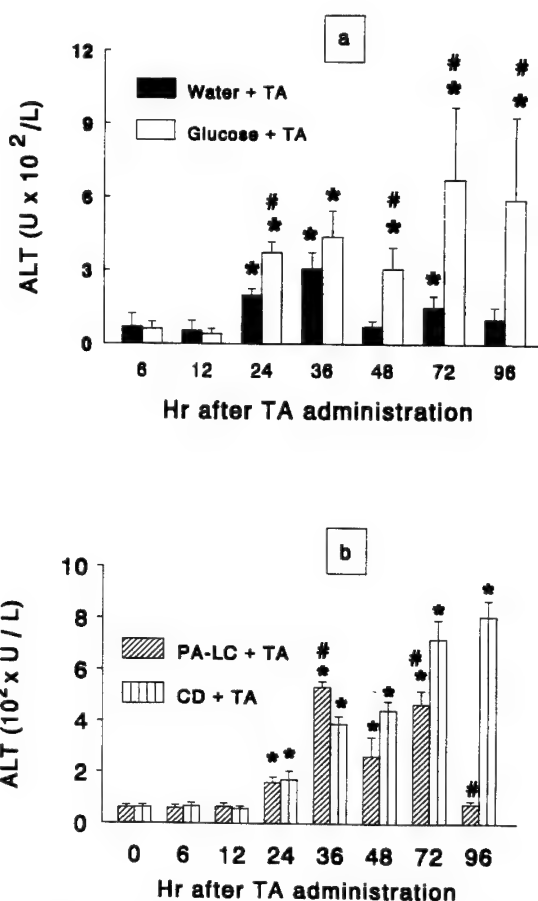 a
12
9
6
3
0
ALT (U x 10 2 /L)
Water + TA
Glucose + TA
#
#
#
#
*
*
*
*
*
*
*
*
6 12 24 36 48 72 96
Hr after TA administration
b
10
8
6
4
2
0
ALT (10 2 x U / L)
PA-LC + TA
CD + TA
#
#
#
*
*
*
*
*
*
*
*
*
0 6 12 24 36 48 72 96
Hr after TA administration